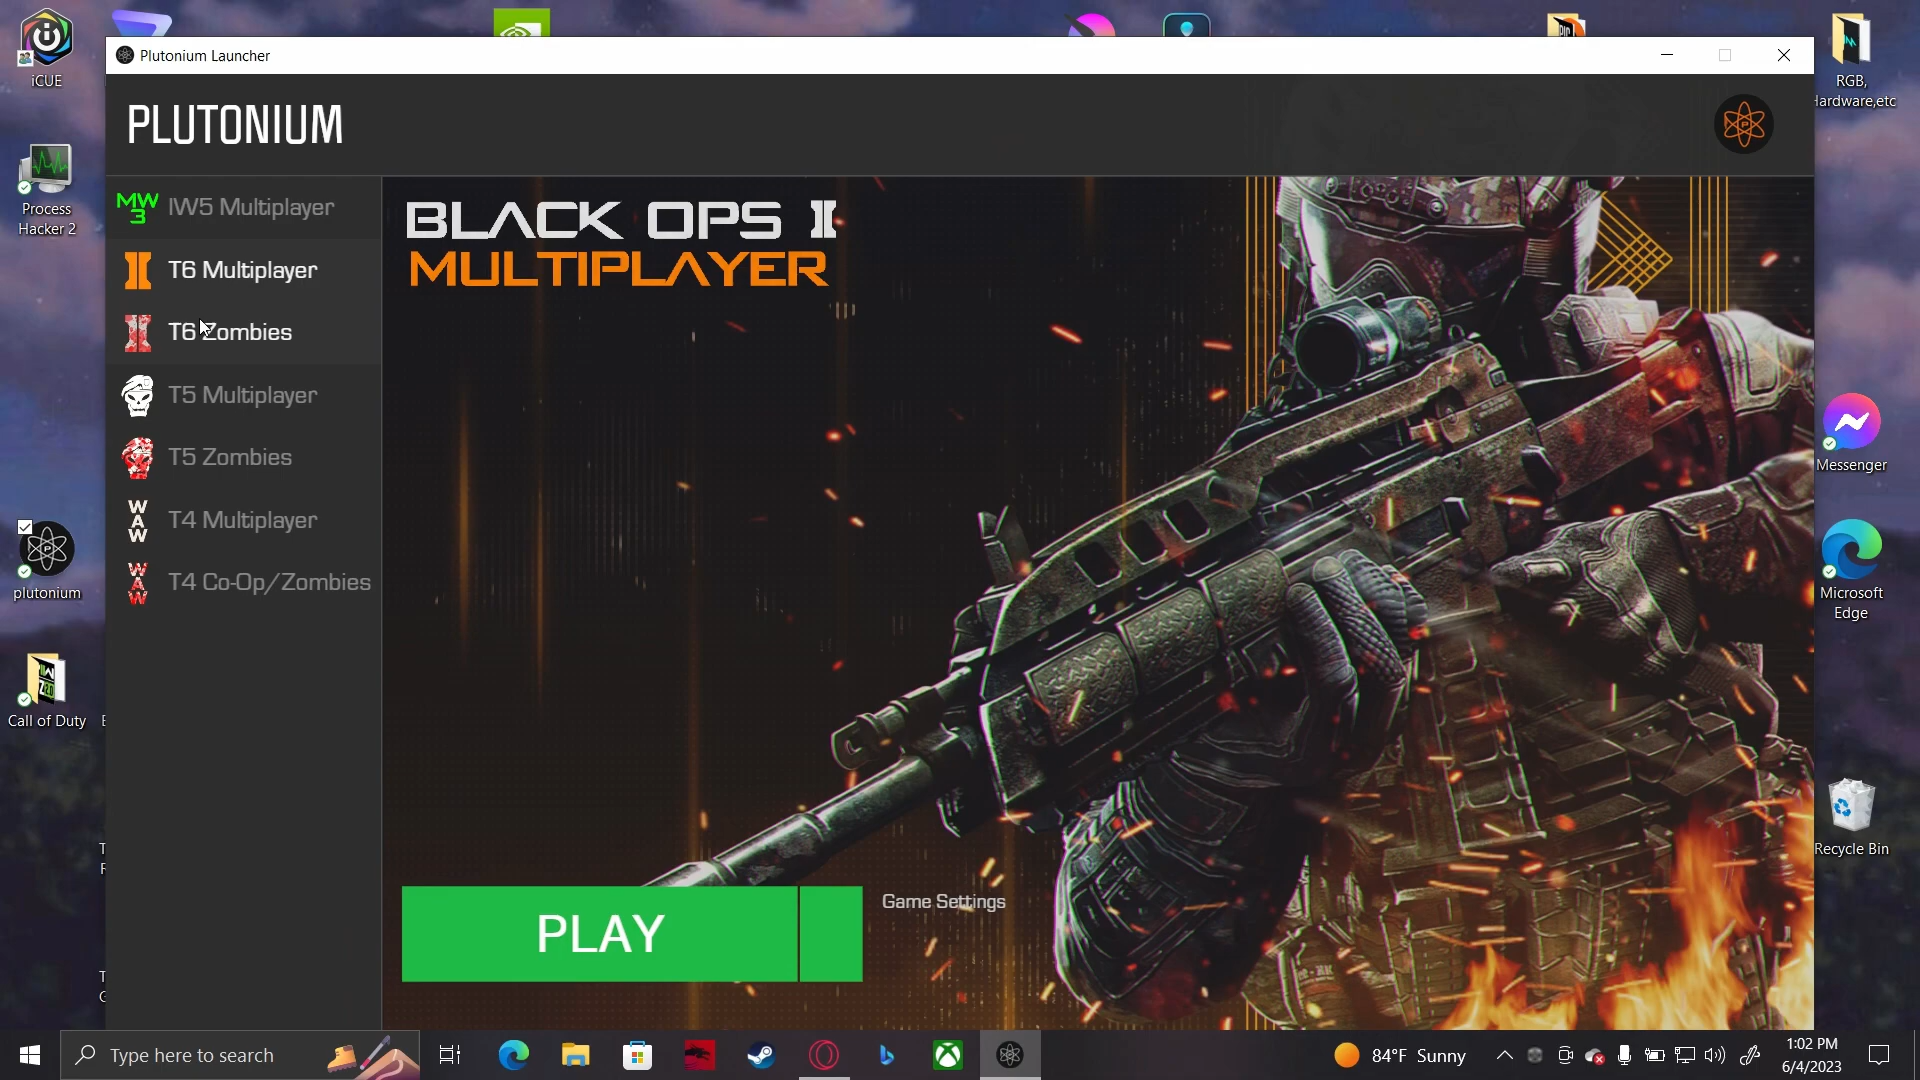 Plutonium Launcher
iCUE
RGB,
Hardware,etc
PLUTONIUM
Process
Hacker 2
MW
3
IW5 Multiplayer
T6 Multiplayer
T6 Zombies
T5 Multiplayer
T5 Zombies
W
A
W
T4 Multiplayer
W
A
W
T4 Co-Op/Zombies
BLACK OPS II
MULTIPLAYER
plutonium
Call of Duty
Messenger
Microsoft
Edge
Recycle Bin
PLAY
Game Settings
Type here to search
84°F Sunny
1:02 PM
6/4/2023